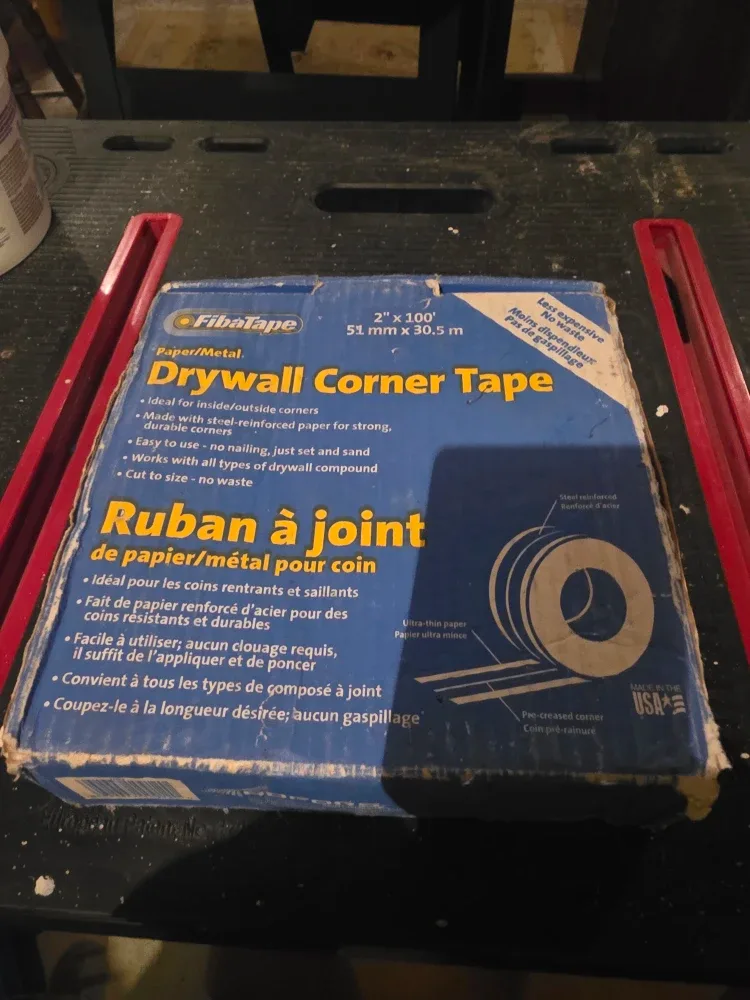 FibaTape
2" x 100'
51 mm x 30.5 m
Less expensive
No waste
Moins dispendieux
Pas de gaspillage
Paper/Metal
Drywall Corner Tape
• Ideal for inside/outside corners
• Made with steel-reinforced paper for strong,
durable corners
• Easy to use - no nailing, just set and sand
• Works with all types of drywall compound
• Cut to size - no waste
Ruban à joint
de papier/métal pour coin
• Idéal pour les coins rentrants et saillants
• Fait de papier renforcé d'acier pour des
coins résistants et durables
• Facile à utiliser; aucun clouage requis,
il suffit de l'appliquer et de poncer
• Convient à tous les types de composé à joint
• Coupez-le à la longueur désirée; aucun gaspillage
Steel reinforced
Renforcé d'acier
Ultra-thin paper
Papier ultra mince
Pre-creased corner
Coin pré-rainuré
MADE IN THE
USA